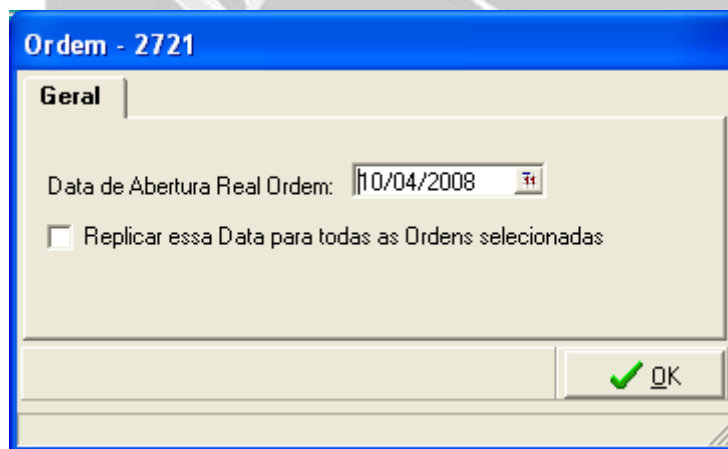 Ordem - 2721
Geral
Data de Abertura Real Ordem: 10/04/2008
Replicar essa Data para todas as Ordens selecionadas
OK